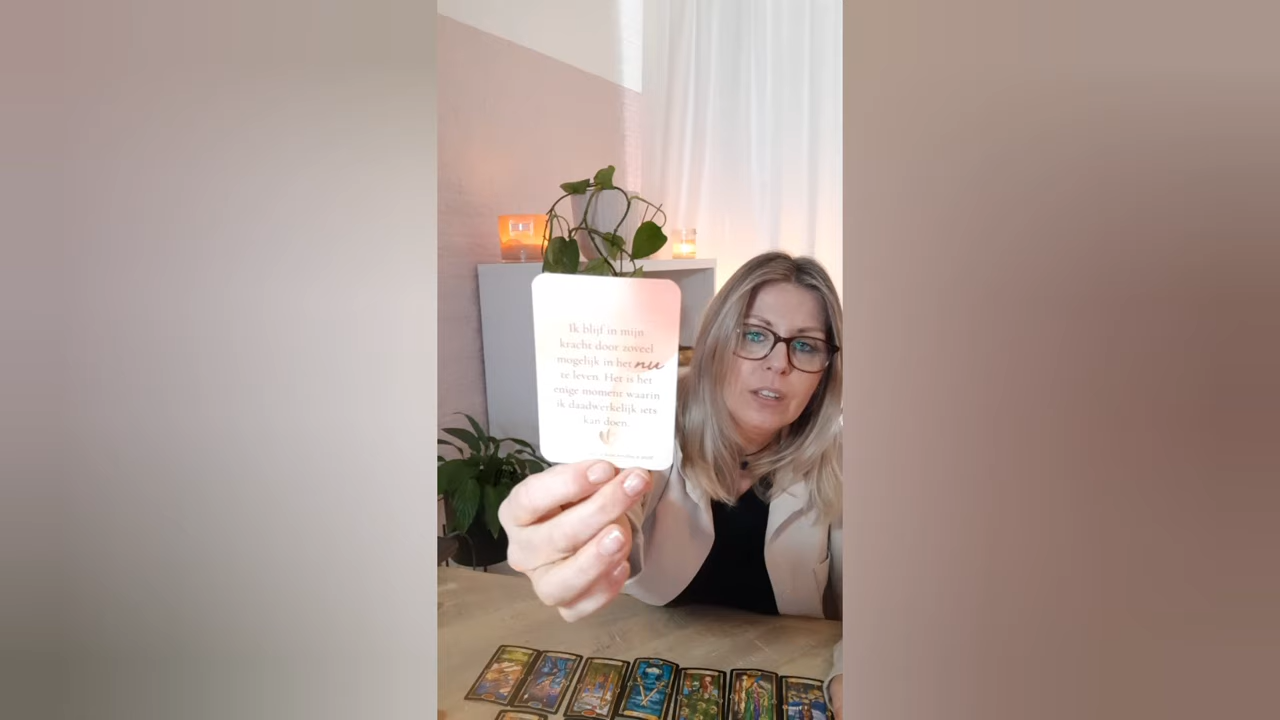 Ik blijf in mijn
kracht door zoveel
mogelijk in het nu
te leven. Het is het
enige moment waarin
ik daadwerkelijk iets
kan doen.